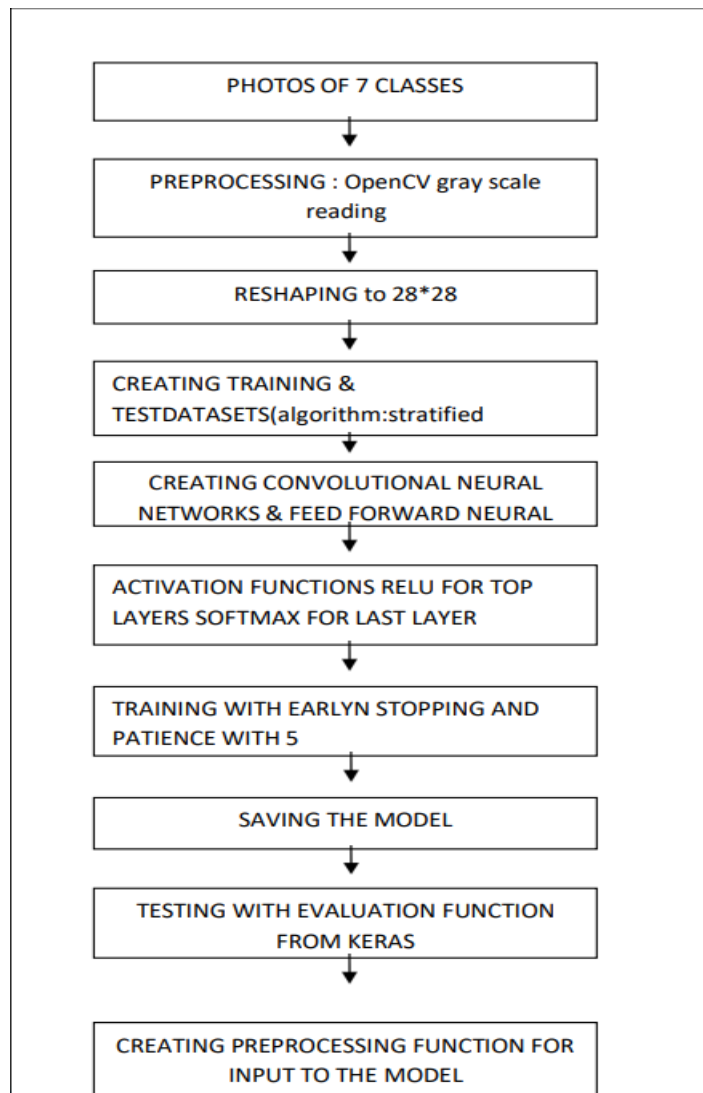 PHOTOS OF 7 CLASSES
PREPROCESSING : OpenCV gray scale
reading
RESHAPING to 28*28
CREATING TRAINING &
TESTDATASETS(algorithm:stratified
CREATING CONVOLUTIONAL NEURAL
NETWORKS & FEED FORWARD NEURAL
ACTIVATION FUNCTIONS RELU FOR TOP
LAYERS SOFTMAX FOR LAST LAYER
TRAINING WITH EARLYN STOPPING AND
PATIENCE WITH 5
SAVING THE MODEL
TESTING WITH EVALUATION FUNCTION
FROM KERAS
CREATING PREPROCESSING FUNCTION FOR
INPUT TO THE MODEL